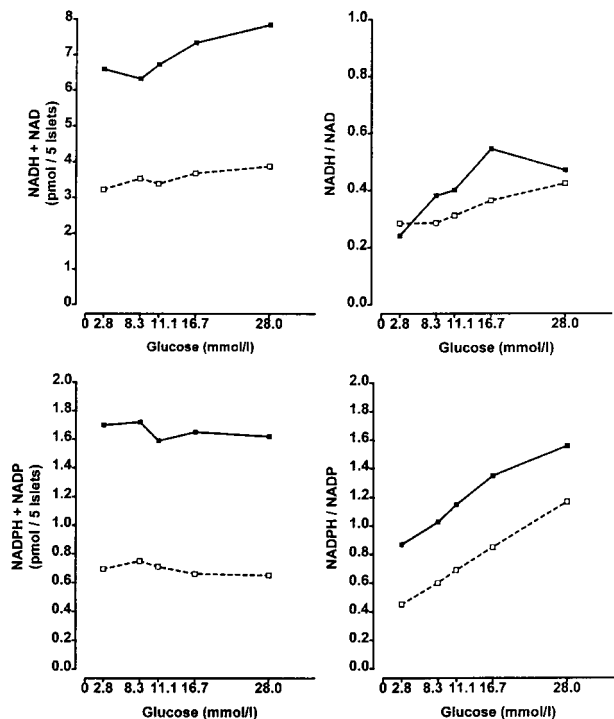 8
7
6
5
4
3
2
1
0
NADH + NAD
(pmol / 5 Islets)
0 2.8 8.3 11.1 16.7 28.0
Glucose (mmol/l)
1.0
0.8
0.6
0.4
0.2
0.0
NADH / NAD
0 2.8 8.3 11.1 16.7 28.0
Glucose (mmol/l)
2.0
1.8
1.6
1.4
1.2
1.0
0.8
0.6
0.4
0.2
0.0
NADPH + NADP
(pmol / 5 Islets)
0 2.8 8.3 11.1 16.7 28.0
Glucose (mmol/l)
2.0
1.8
1.6
1.4
1.2
1.0
0.8
0.6
0.4
0.2
0.0
NADPH / NADP
0 2.8 8.3 11.1 16.7 28.0
Glucose (mmol/l)